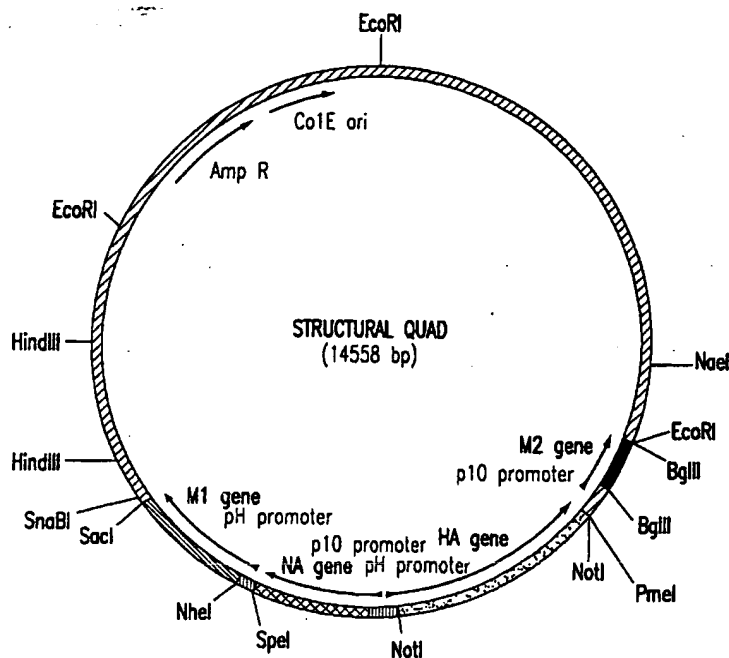 EcoRI
Co1E ori
Amp R
EcoRI
STRUCTURAL QUAD
(14558 bp)
HindIII
NaeI
HindIII
M2 gene
EcoRI
p10 promoter
BglII
M1 gene
pH promoter
SnaBI
SacI
BglII
p10 promoter HA gene
NA gene pH promoter
NotI
PmeI
NheI
SpeI
NotI